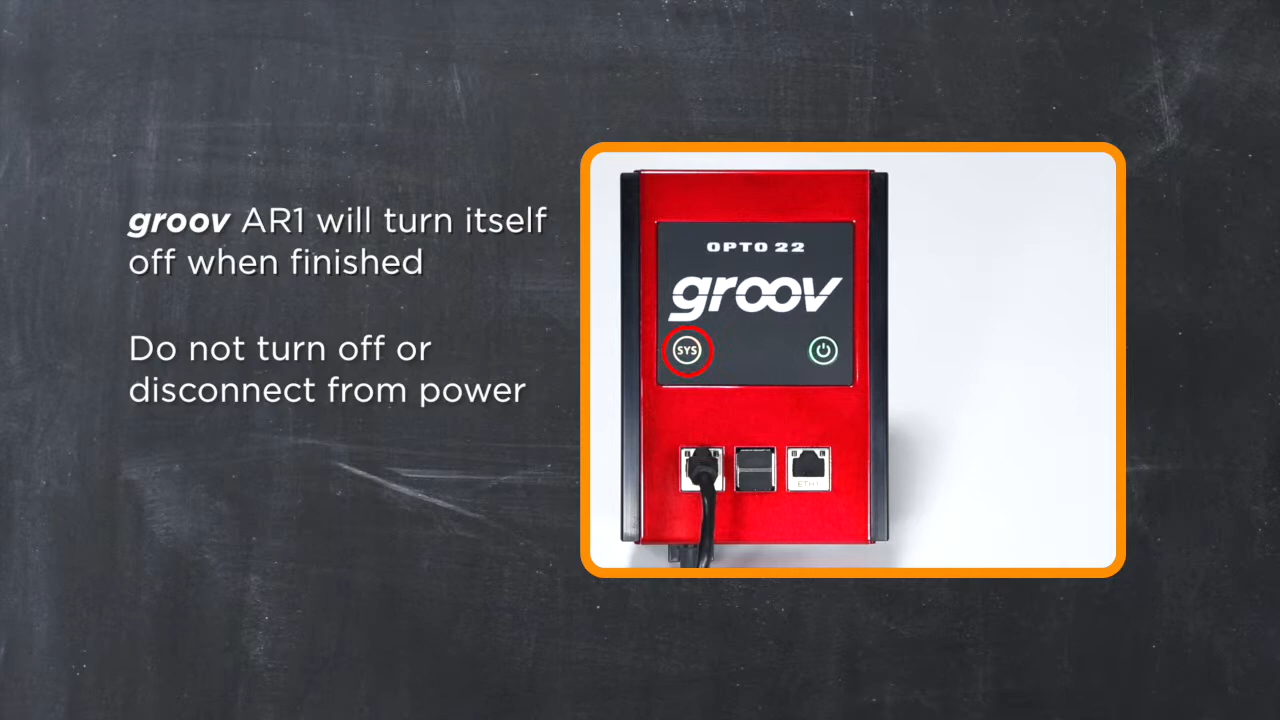 groov AR1 will turn itself
off when finished
Do not turn off or
disconnect from power
OPTO 22
groov
SYS
ETH1